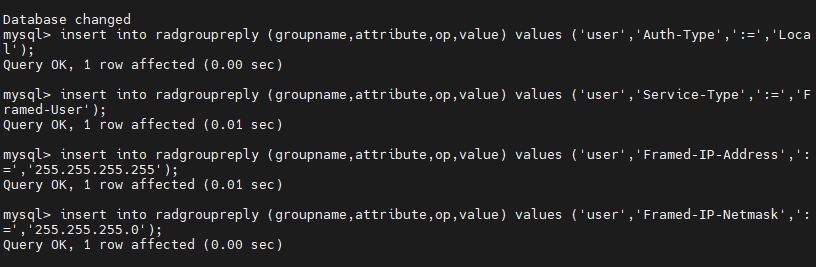 Database changed
mysql> insert into radgroupreply (groupname,attribute,op,value) values ('user','Auth-Type',':=','Loca
l');
Query OK, 1 row affected (0.00 sec)
mysql> insert into radgroupreply (groupname,attribute,op,value) values ('user','Service-Type',':=','F
ramed-User');
Query OK, 1 row affected (0.01 sec)
mysql> insert into radgroupreply (groupname,attribute,op,value) values ('user','Framed-IP-Address',':
=','255.255.255.255');
Query OK, 1 row affected (0.01 sec)
mysql> insert into radgroupreply (groupname,attribute,op,value) values ('user','Framed-IP-Netmask',':
=','255.255.255.0');
Query OK, 1 row affected (0.00 sec)